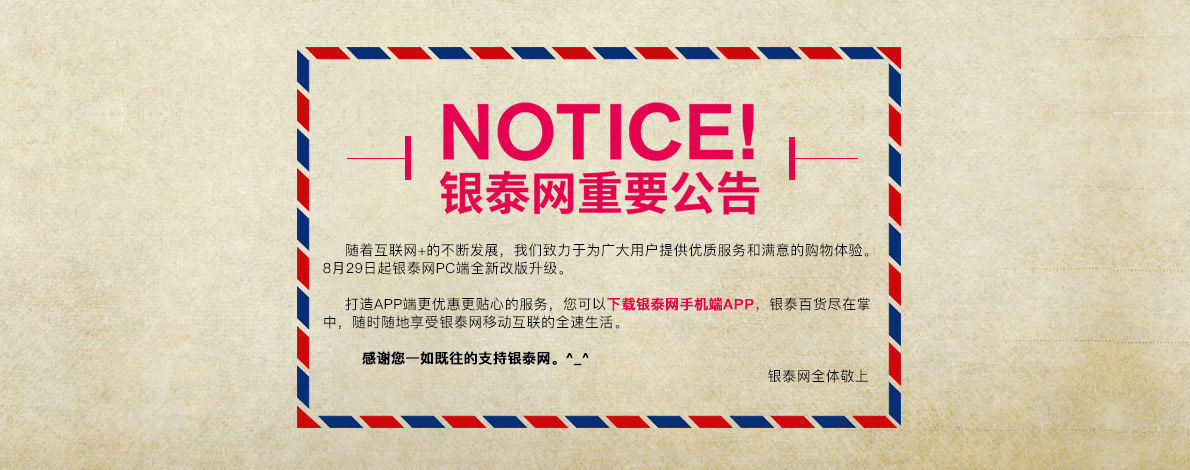 NOTICE!
银泰网重要公告
随着互联网+的不断发展，我们致力于为广大用户提供优质服务和满意的购物体验。
8月29日起银泰网PC端全新改版升级。
打造APP端更优惠更贴心的服务，您可以下载银泰网手机端APP，银泰百货尽在掌
中，随时随地享受银泰网移动互联的全速生活。
感谢您一如既往的支持银泰网。^_^
银泰网全体敬上